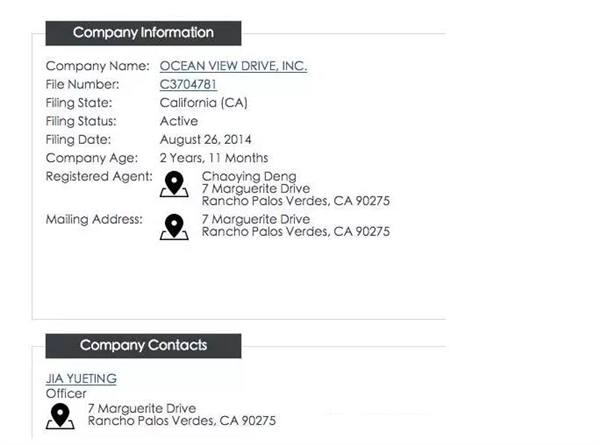 Company Information
Company Name: OCEAN VIEW DRIVE, INC.
File Number: C3704781
Filing State: California (CA)
Filing Status: Active
Filing Date: August 26, 2014
Company Age: 2 Years, 11 Months
Registered Agent: Chaoying Deng
7 Marguerite Drive
Rancho Palos Verdes, CA 90275
Mailing Address: 7 Marguerite Drive
Rancho Palos Verdes, CA 90275
Company Contacts
JIA YUETING
Officer
7 Marguerite Drive
Rancho Palos Verdes, CA 90275